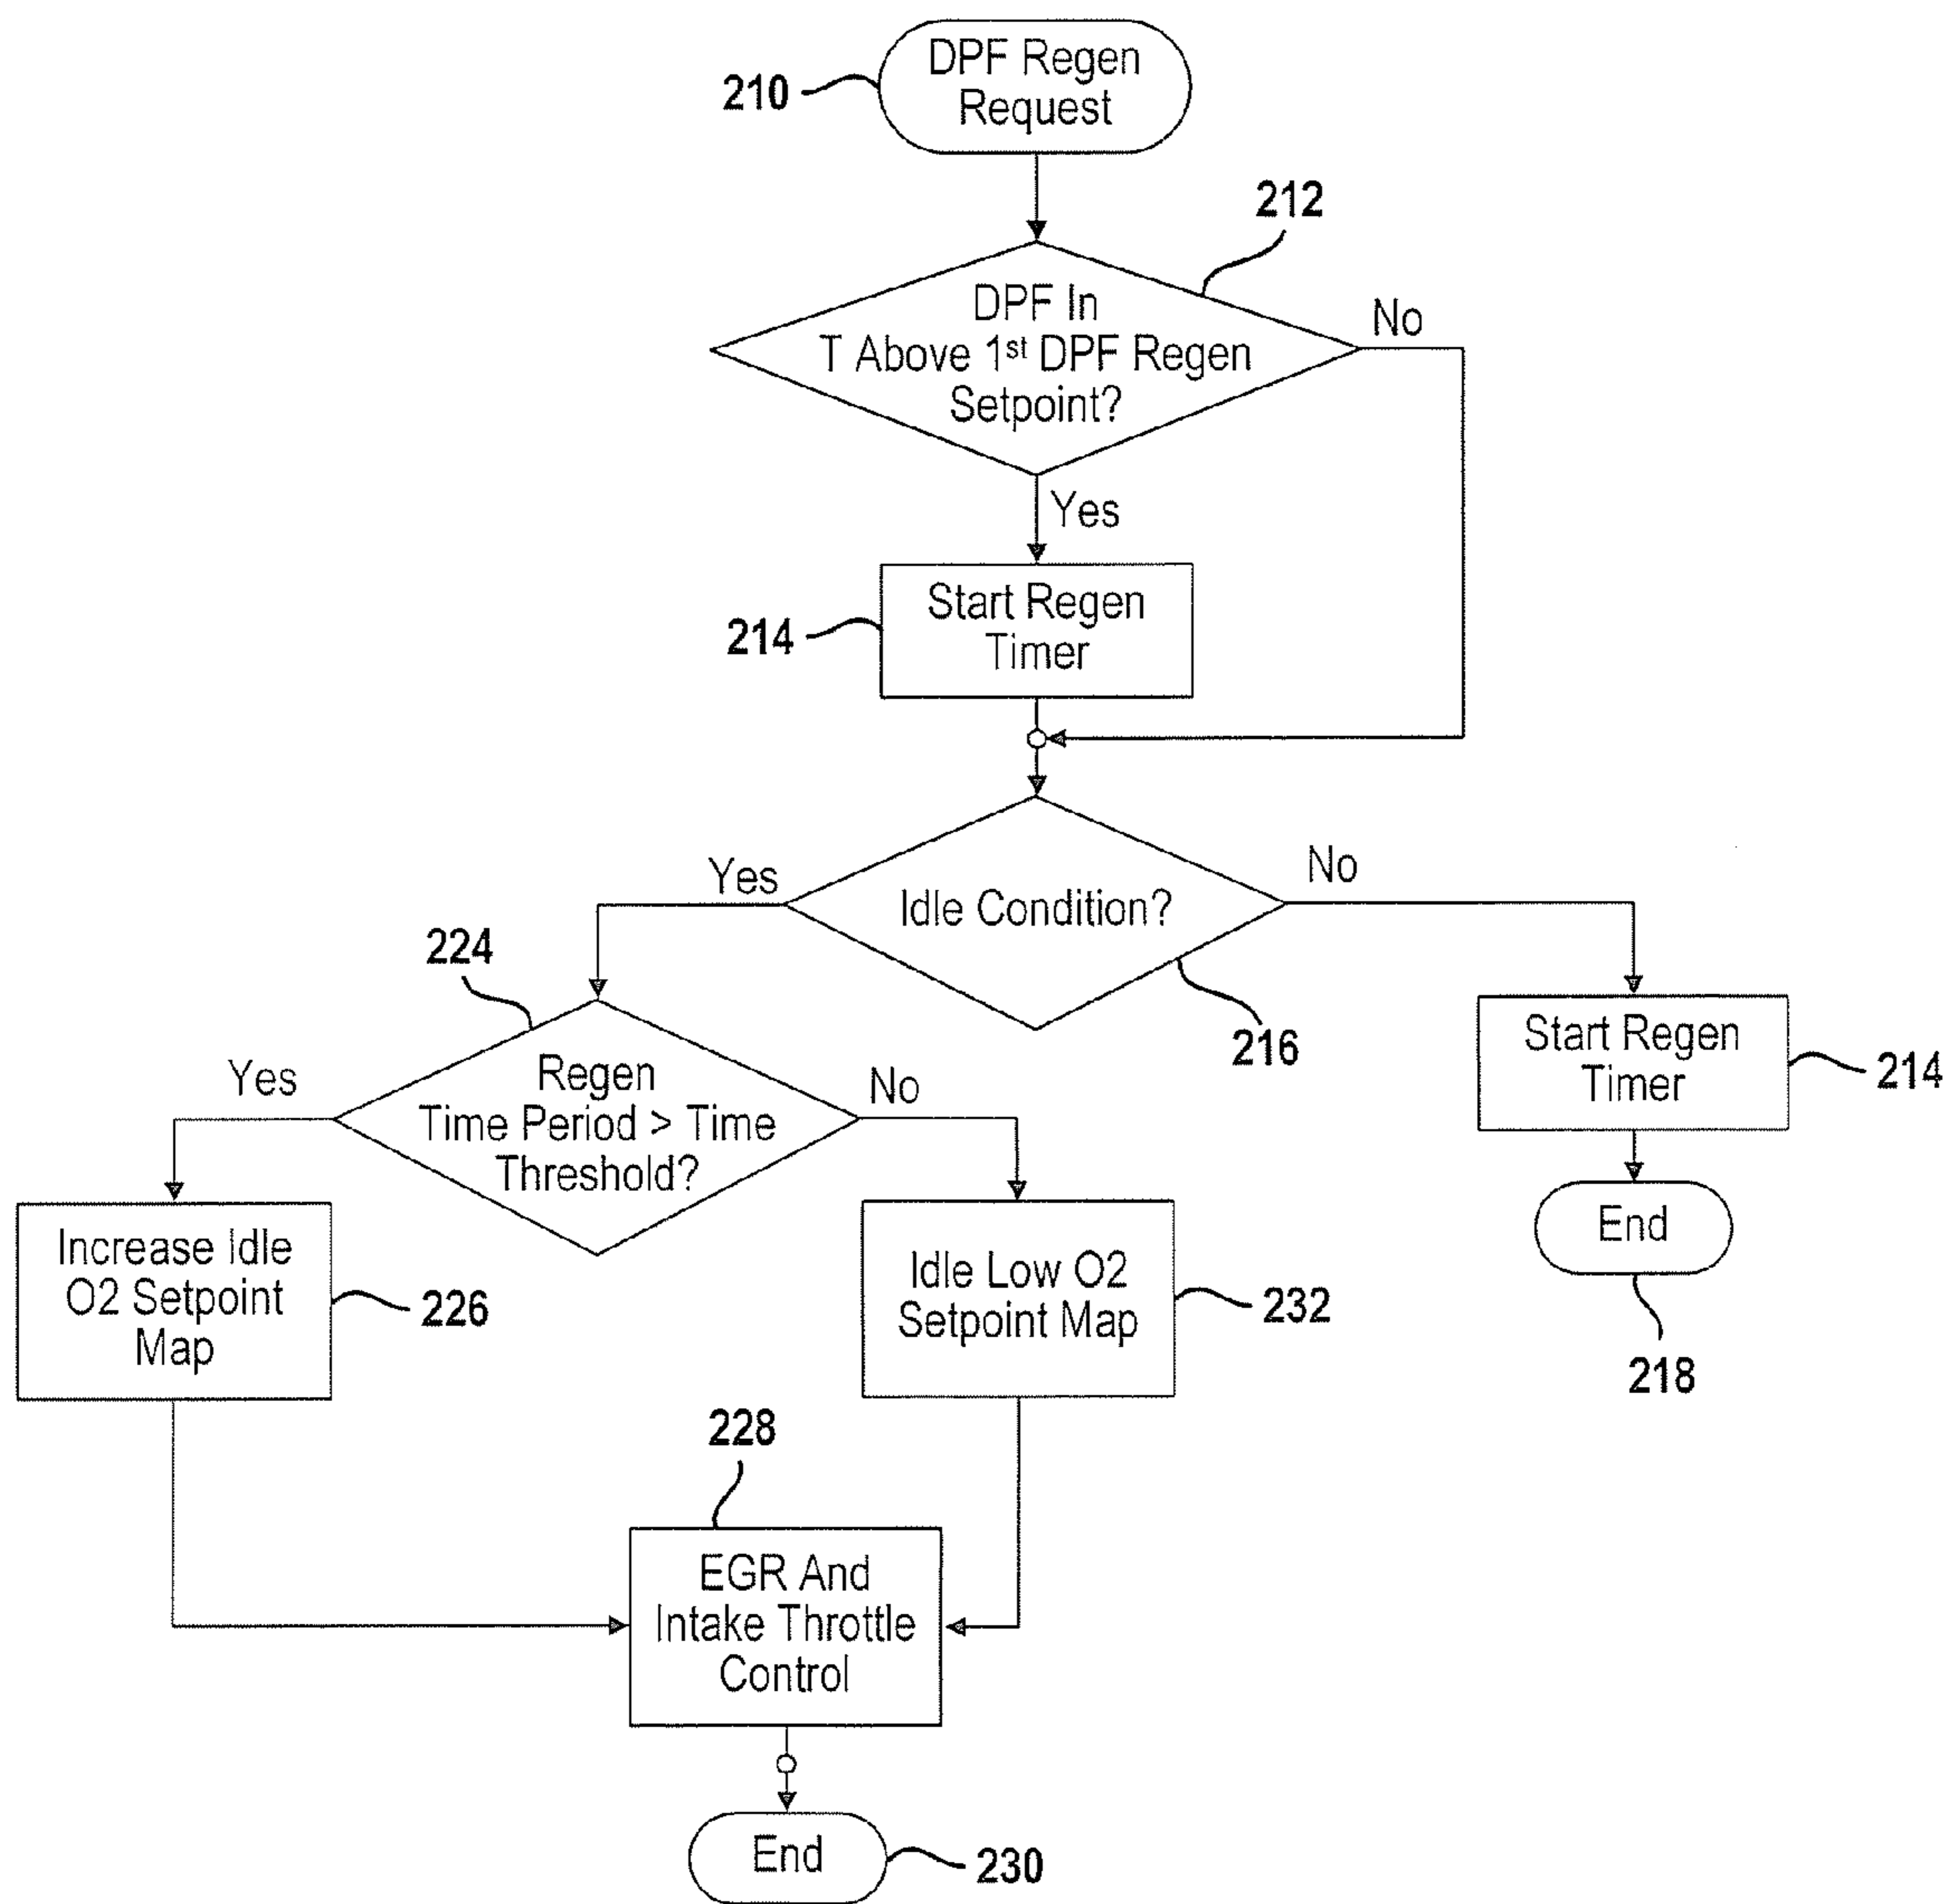 DPF Regen
Request
210
212
DPF In
T Above 1st DPF Regen
Setpoint?
No
Yes
Start Regen
Timer
214
Idle Condition?
Yes
No
216
224
Regen
Time Period > Time
Threshold?
Yes
No
Start Regen
Timer
214
End
218
Increase Idle
O2 Setpoint
Map
226
Idle Low O2
Setpoint Map
232
228
EGR And
Intake Throttle
Control
End
230